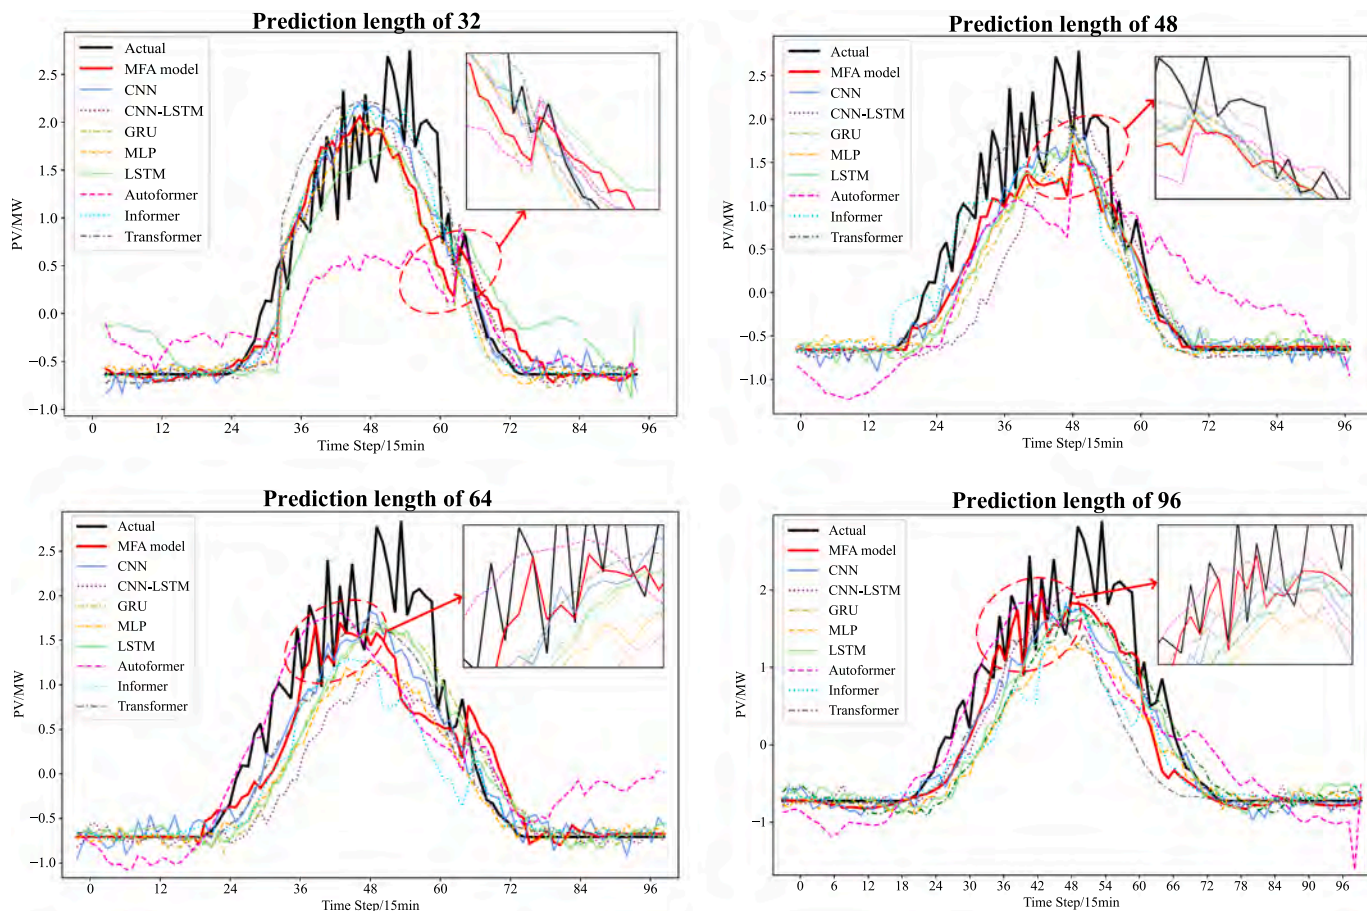 Prediction length of 32
Actual
MFA model
CNN
CNN-LSTM
GRU
MLP
LSTM
Autoformer
Informer
Transformer
PV/MW
2.5
2.0
1.5
1.0
0.5
0.0
−0.5
−1.0
0 12 24 36 48 60 72 84 96
Time Step/15min
Prediction length of 48
Actual
MFA model
CNN
CNN-LSTM
GRU
MLP
LSTM
Autoformer
Informer
Transformer
PV/MW
2.5
2.0
1.5
1.0
0.5
0.0
−0.5
−1.0
0 12 24 36 48 60 72 84 96
Time Step/15min
Prediction length of 64
Actual
MFA model
CNN
CNN-LSTM
GRU
MLP
LSTM
Autoformer
Informer
Transformer
PV/MW
2.5
2.0
1.5
1.0
0.5
0.0
−0.5
−1.0
0 12 24 36 48 60 72 84 96
Time Step/15min
Prediction length of 96
Actual
MFA model
CNN
CNN-LSTM
GRU
MLP
LSTM
Autoformer
Informer
Transformer
PV/MW
2
1
0
−1
0 6 18 30 36 42 48 54 60 66 72 78 84 90 96
Time Step/15min